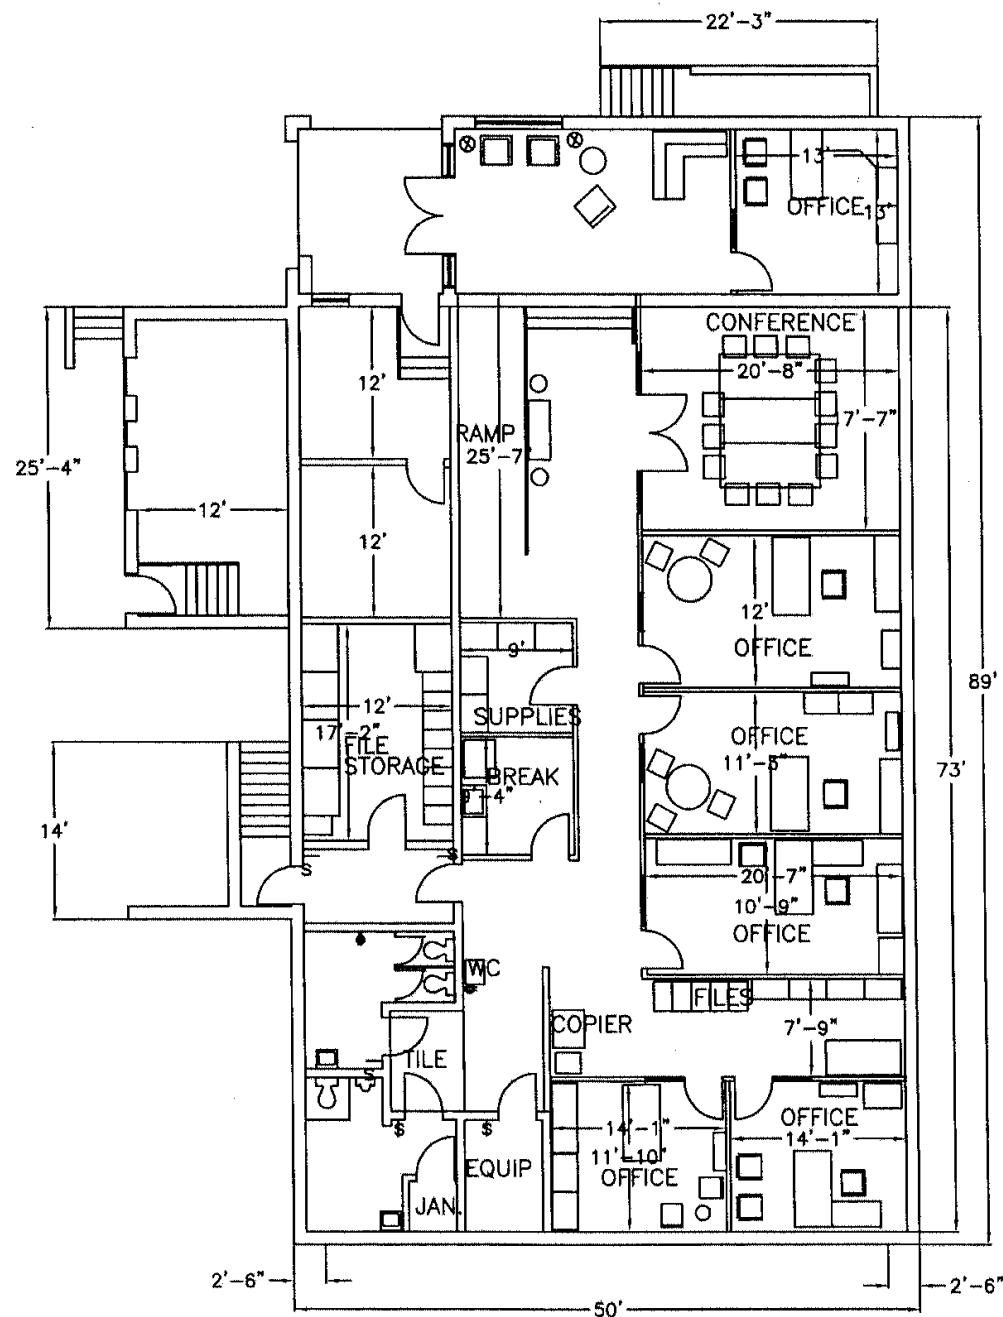 22'-3"
13'
OFFICE
13'
CONFERENCE
20'-8"
7'-7"
12'
RAMP
25'-7
25'-4"
12'
12'
12'
OFFICE
9'
89'
12'
SUPPLIES
17'-2"
FILE
STORAGE
OFFICE
11'-3"
73'
BREAK
9'-4"
14'
S
S
20'-7"
10'-9"
OFFICE
WC
FILES
COPIER
7'-9"
TILE
S
OFFICE
14'-1"
14'-1"
S
S
11'-10"
OFFICE
EQUIP
JAN.
2'-6"
2'-6"
50'